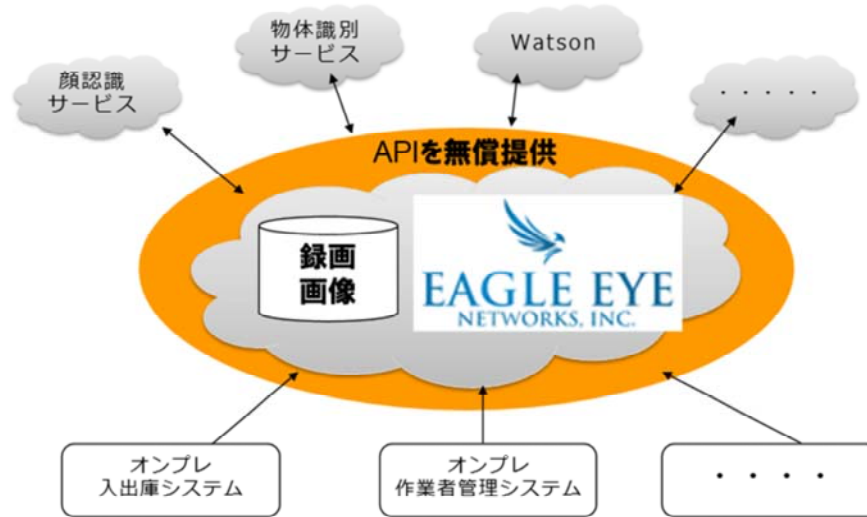 物体識別
サービス
Watson
顔認識
サービス
・・・・・
APIを無償提供
録画
画像
EAGLE EYE
NETWORKS, INC.
オンプレ
入出庫システム
オンプレ
作業者管理システム
・・・・